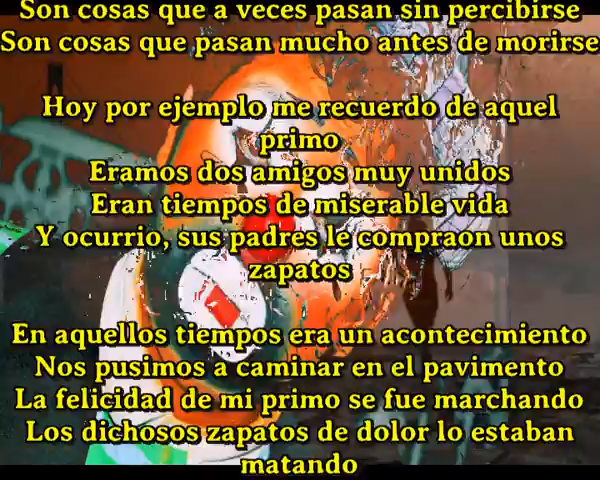 Son cosas que a veces pasan sin percibirse
Son cosas que pasan mucho antes de morirse
Hoy por ejemplo me recuerdo de aquel
primo
Eramos dos amigos muy unidos
Eran tiempos de miserable vida
Y ocurrio, sus padres le compraon unos
zapatos
En aquellos tiempos era un acontecimiento
Nos pusimos a caminar en el pavimento
La felicidad de mi primo se fue marchando
Los dichosos zapatos de dolor lo estaban
matando